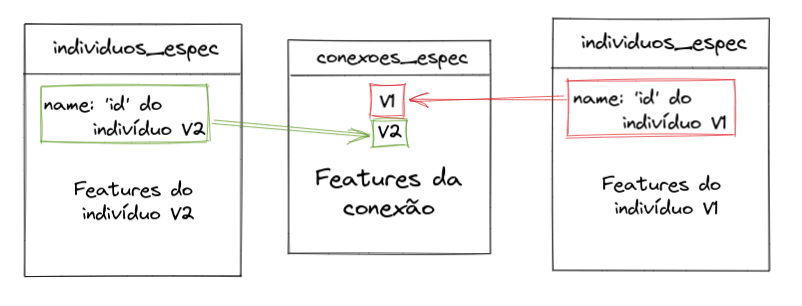 individuos_espec
name: 'id' do
indivíduo V2
Features do
indivíduo V2
conexoes_espec
V1
V2
Features da
conexão
individuos_espec
name: 'id' do
indivíduo V1
Features do
indivíduo V1